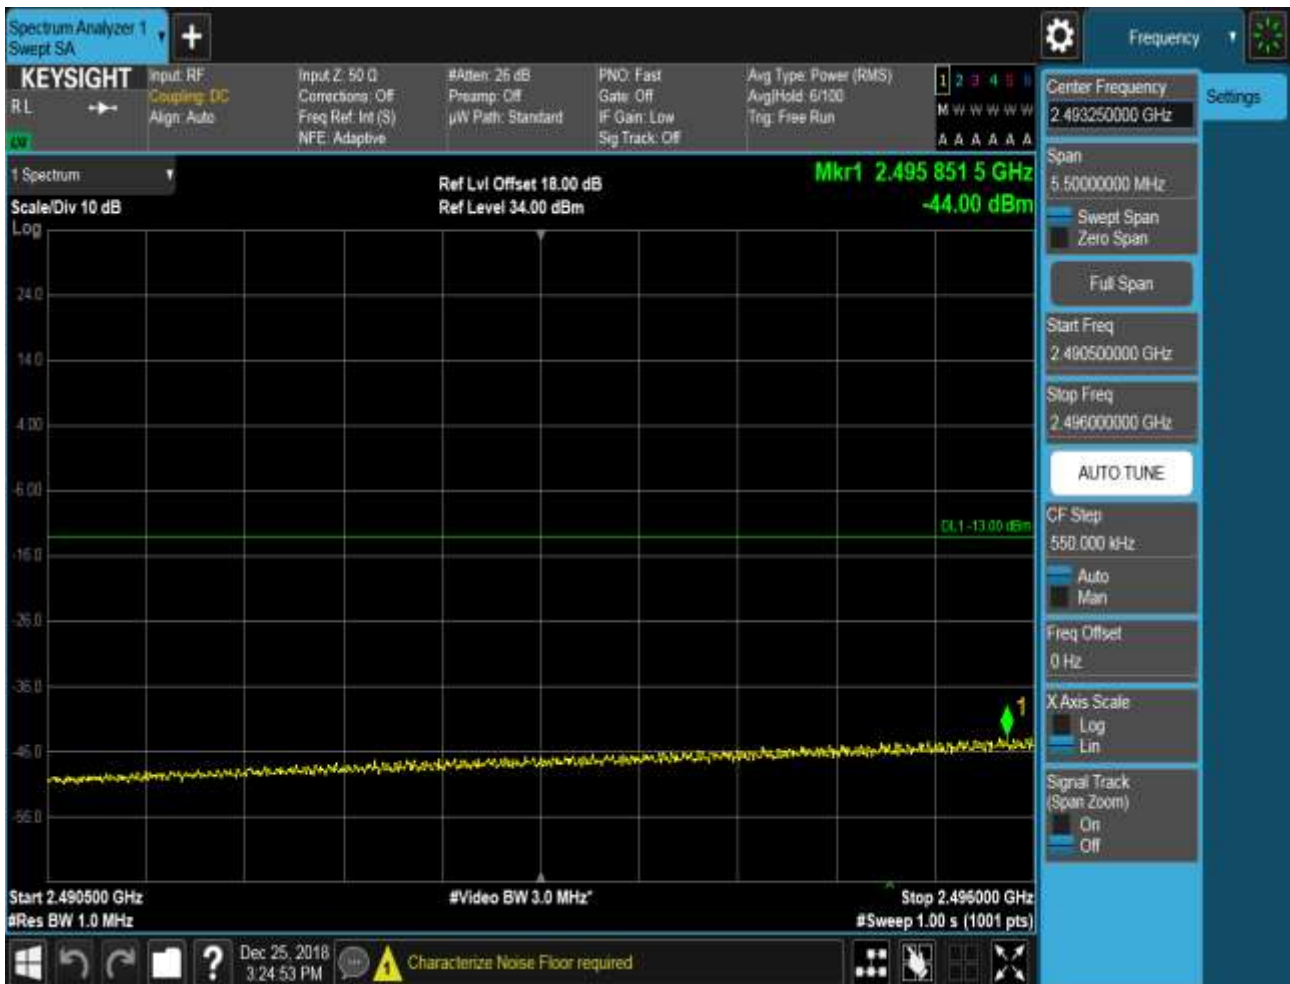 Spectrum Analyzer 1
Swept SA
+
Frequency
KEYSIGHT
R L
Input: RF
Coupling: DC
Align: Auto
Input Z: 50 Ω
Corrections: Off
Freq Ref: Int (S)
NFE: Adaptive
#Atten: 26 dB
Preamp: Off
µW Path: Standard
PNO: Fast
Gate: Off
IF Gain: Low
Sig Track: Off
Avg Type: Power (RMS)
Avg|Hold: 6/100
Trig: Free Run
1 2 3 4 5 6
M W W W W W
A A A A A A
Center Frequency
2.493250000 GHz
Settings
Span
5.50000000 MHz
Swept Span
Zero Span
Full Span
Start Freq
2.490500000 GHz
Stop Freq
2.496000000 GHz
AUTO TUNE
CF Step
550.000 kHz
Auto
Man
Freq Offset
0 Hz
X Axis Scale
Log
Lin
Signal Track
(Span Zoom)
On
Off
1 Spectrum
Scale/Div 10 dB
Log
Ref Lvl Offset 18.00 dB
Ref Level 34.00 dBm
Mkr1 2.495 851 5 GHz
-44.00 dBm
24.0
14.0
4.00
-6.00
DL1 -13.00 dBm
-16.0
-26.0
-36.0
1
-46.0
-56.0
Start 2.490500 GHz
#Res BW 1.0 MHz
#Video BW 3.0 MHz*
Stop 2.496000 GHz
#Sweep 1.00 s (1001 pts)
?
Dec 25, 2018
3:24:53 PM
1
Characterize Noise Floor required